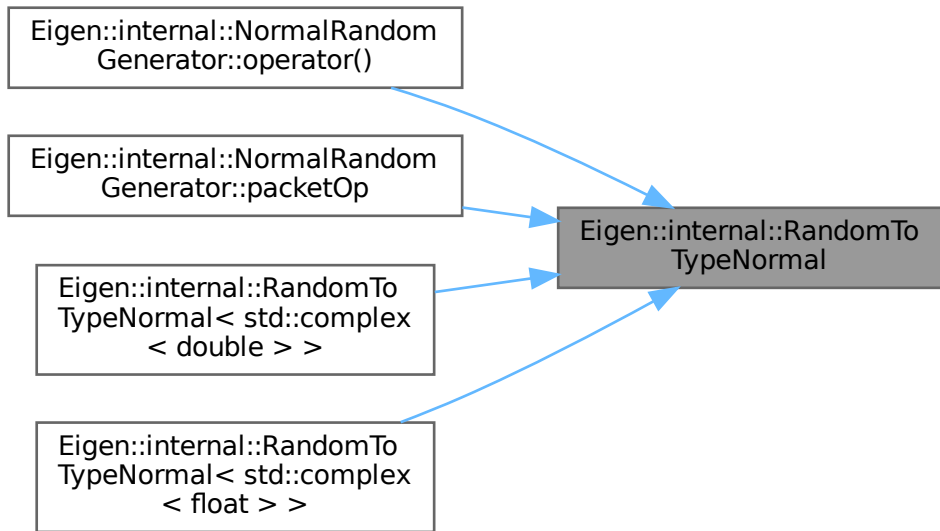 Eigen::internal::NormalRandom
Generator::operator()
Eigen::internal::NormalRandom
Generator::packetOp
Eigen::internal::RandomTo
TypeNormal
Eigen::internal::RandomTo
TypeNormal< std::complex
< double > >
Eigen::internal::RandomTo
TypeNormal< std::complex
< float > >